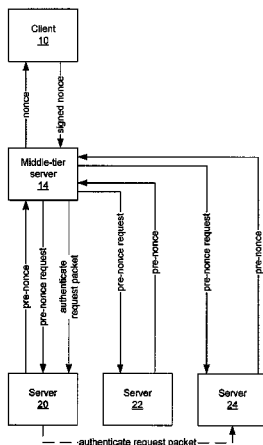 Client
10
nonce
signed nonce
Middle-tier
server
14
pre-nonce
pre-nonce request
authenticate
request packet
pre-nonce request
pre-nonce
pre-nonce request
pre-nonce
Server
20
Server
22
Server
24
authenticate request packet